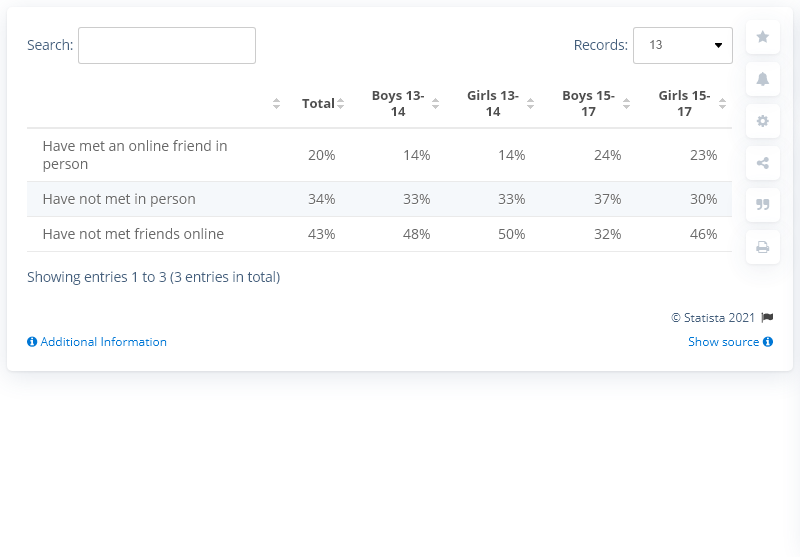 Search:
Records: 13
Total Boys 13- Girls 13- Boys 15- Girls 15-
14 14 17 17
Have met an online friend in
person
20% 14% 14% 24% 23%
Have not met in person 34% 33% 33% 37% 30%
Have not met friends online 43% 48% 50% 32% 46%
Showing entries 1 to 3 (3 entries in total)
© Statista 2021
Additional Information Show source